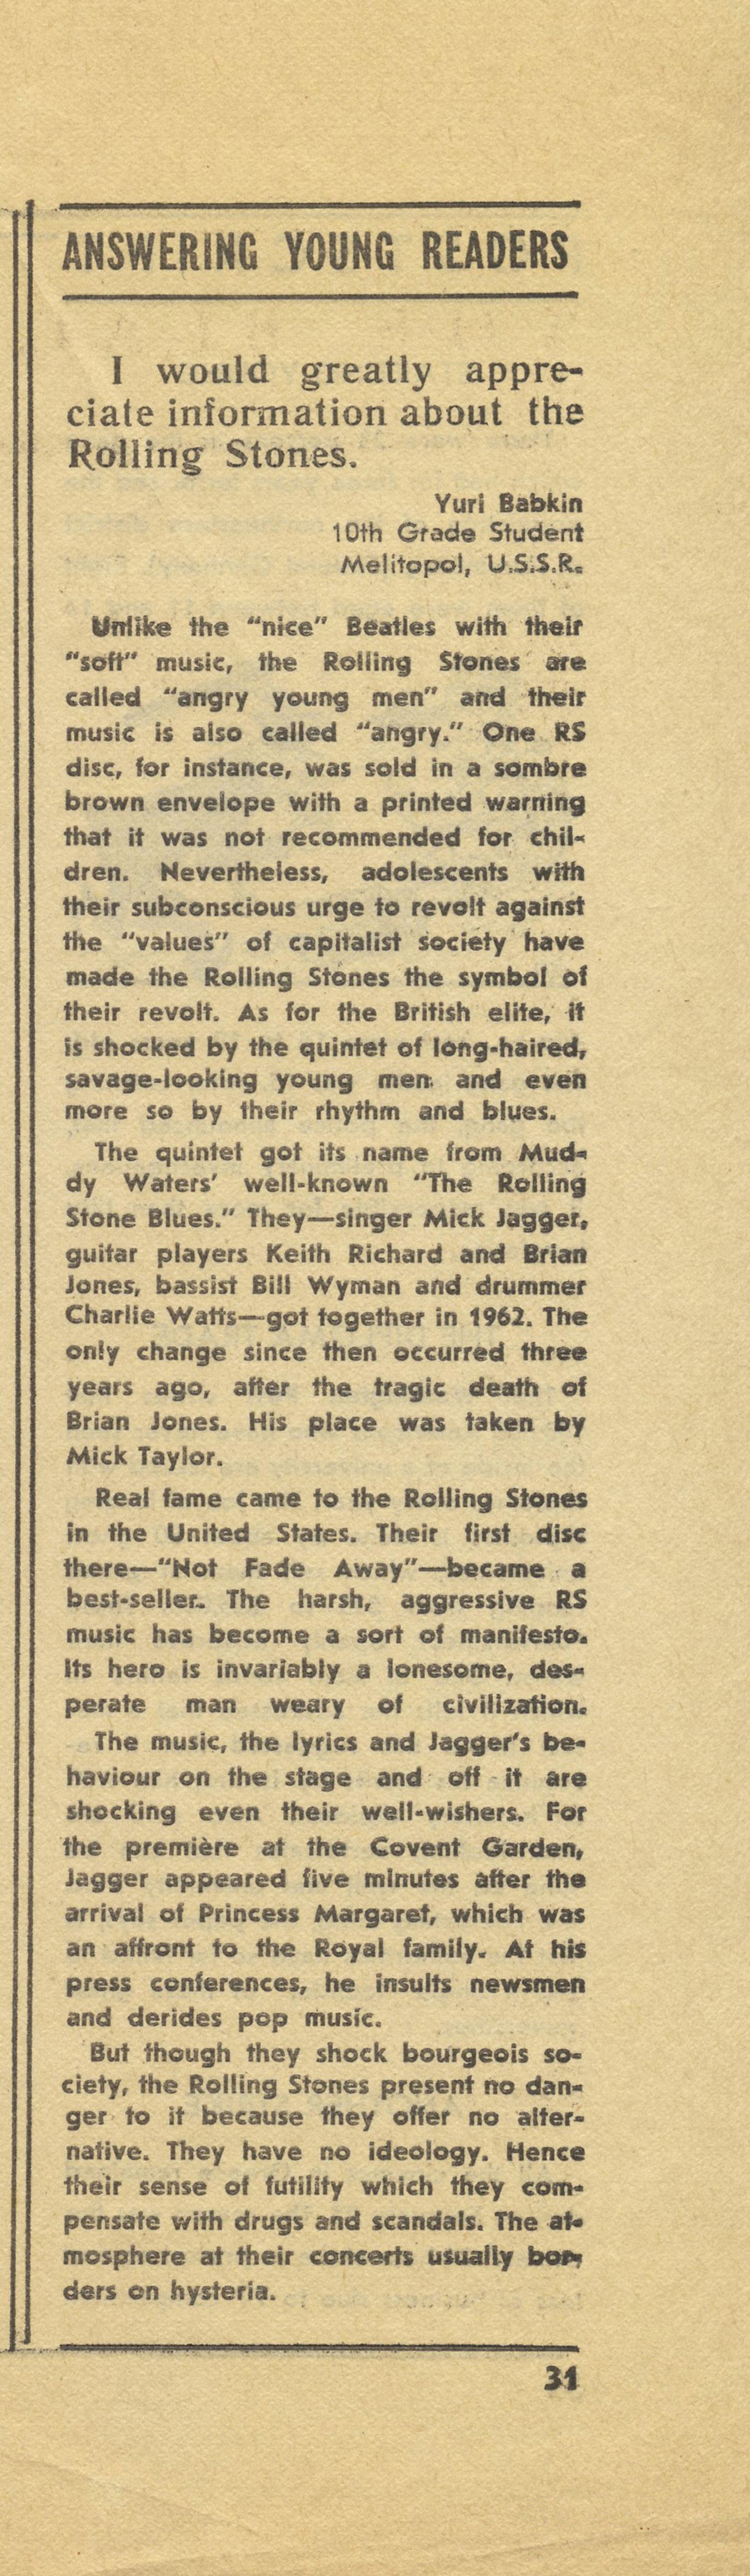 ANSWERING YOUNG READERS
I would greatly appre-
ciate information about the
Rolling Stones.
Yuri Babkin
10th Grade Student
Melitopol, U.S.S.R.
Unlike the "nice" Beatles with their
"soft" music, the Rolling Stones are
called "angry young men" and their
music is also called "angry." One RS
disc, for instance, was sold in a sombre
brown envelope with a printed warning
that it was not recommended for chil-
dren. Nevertheless, adolescents with
their subconscious urge to revolt against
the "values" of capitalist society have
made the Rolling Stones the symbol of
their revolt. As for the British elite, it
is shocked by the quintet of long-haired,
savage-looking young men and even
more so by their rhythm and blues.
The quintet got its name from Mud-
dy Waters' well-known "The Rolling
Stone Blues." They—singer Mick Jagger,
guitar players Keith Richard and Brian
Jones, bassist Bill Wyman and drummer
Charlie Watts—got together in 1962. The
only change since then occurred three
years ago, after the tragic death of
Brian Jones. His place was taken by
Mick Taylor.
Real fame came to the Rolling Stones
in the United States. Their first disc
there—"Not Fade Away"—became a
best-seller. The harsh, aggressive RS
music has become a sort of manifesto.
Its hero is invariably a lonesome, des-
perate man weary of civilization.
The music, the lyrics and Jagger's be-
haviour on the stage and off it are
shocking even their well-wishers. For
the première at the Covent Garden,
Jagger appeared five minutes after the
arrival of Princess Margaret, which was
an affront to the Royal family. At his
press conferences, he insults newsmen
and derides pop music.
But though they shock bourgeois so-
ciety, the Rolling Stones present no dan-
ger to it because they offer no alter-
native. They have no ideology. Hence
their sense of futility which they com-
pensate with drugs and scandals. The at-
mosphere at their concerts usually bor-
ders on hysteria.
31